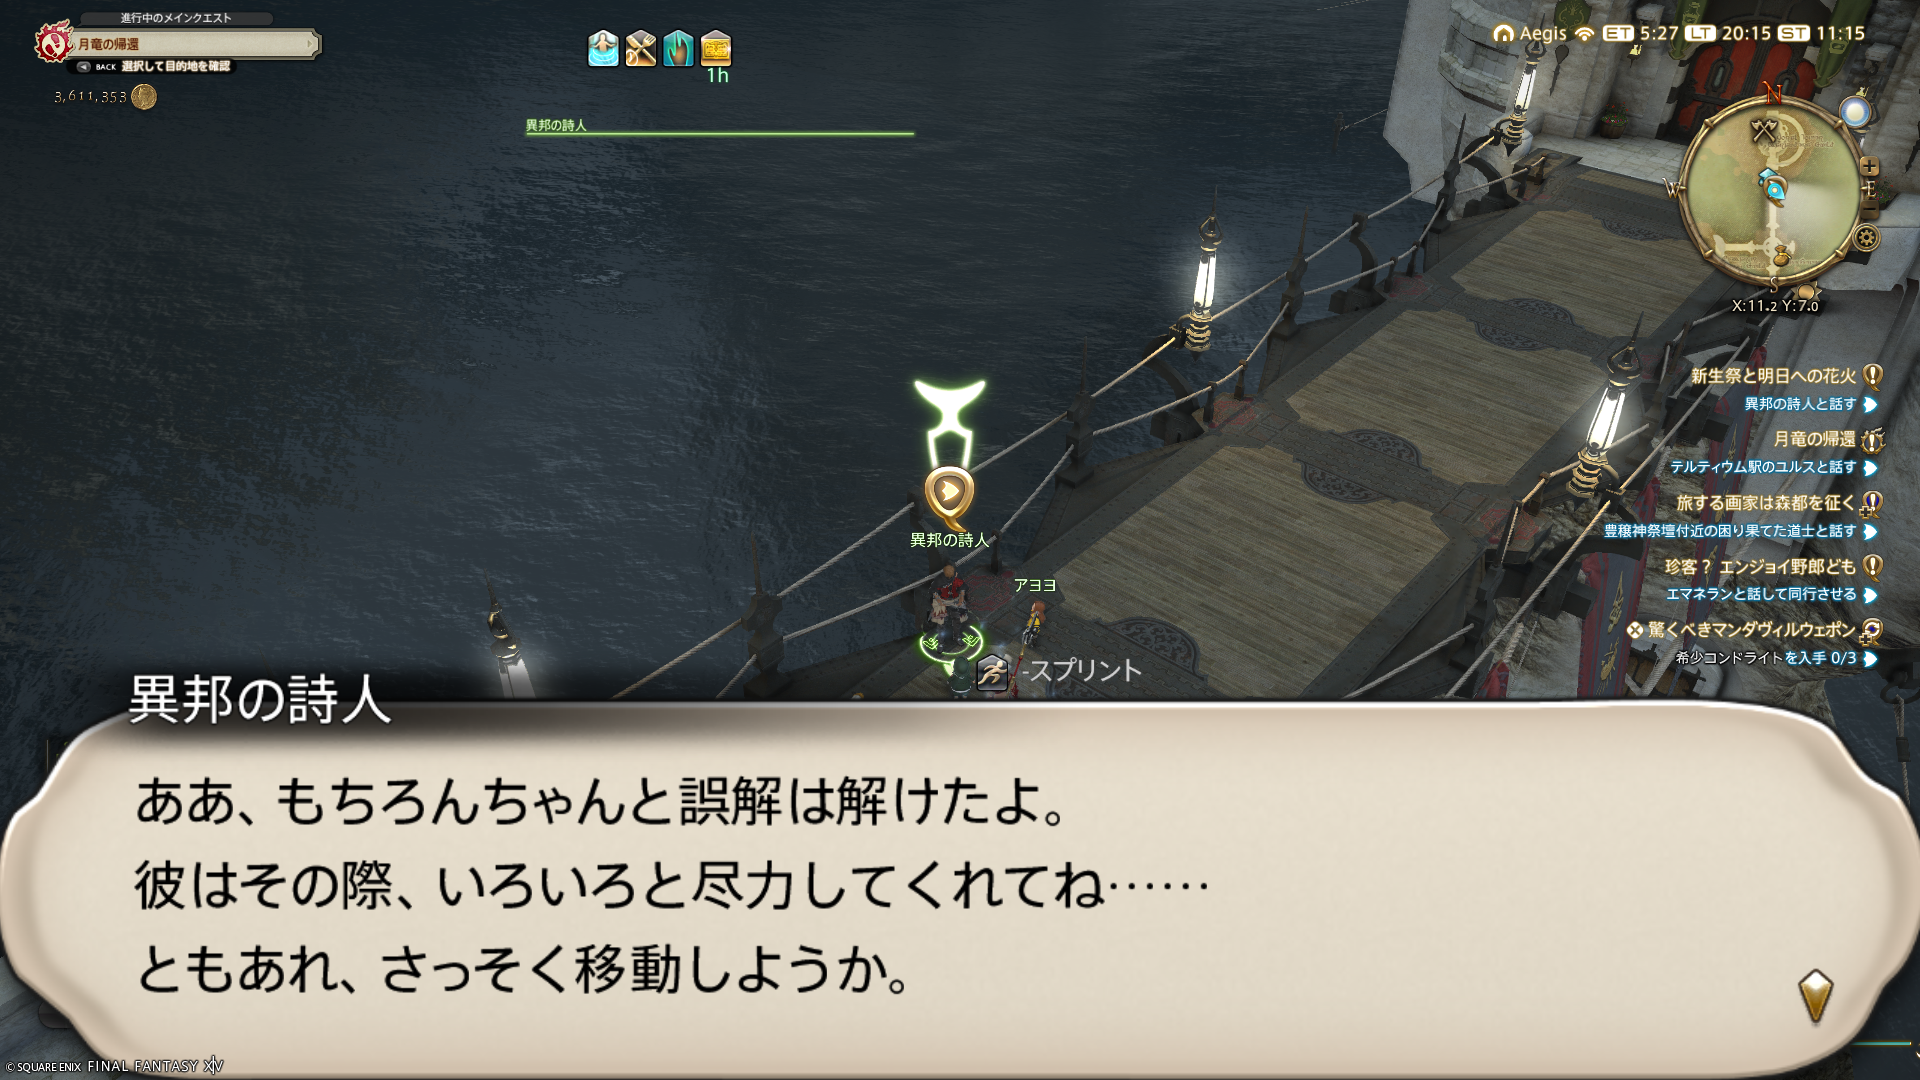 進行中のメインクエスト
月竜の帰還
BACK 選択して目的地を確認
3,611,353
1h
異邦の詩人
Aegis ET 5:27 LT 20:15 ST 11:15
N
W
E
S
X:11.2 Y:7.0
新生祭と明日への花火
異邦の詩人と話す
月竜の帰還
テルティウム駅のユルスと話す
旅する画家は森都を征く
豊穣神祭壇付近の困り果てた道士と話す
珍客？ エンジョイ野郎ども
エマネランと話して同行させる
驚くべきマンダヴィルウェポン
希少コンドライトを入手 0/3
異邦の詩人
アヨヨ
-スプリント
異邦の詩人
ああ、もちろんちゃんと誤解は解けたよ。
彼はその際、いろいろと尽力してくれてね……
ともあれ、さっそく移動しようか。
© SQUARE ENIX FINAL FANTASY XIV